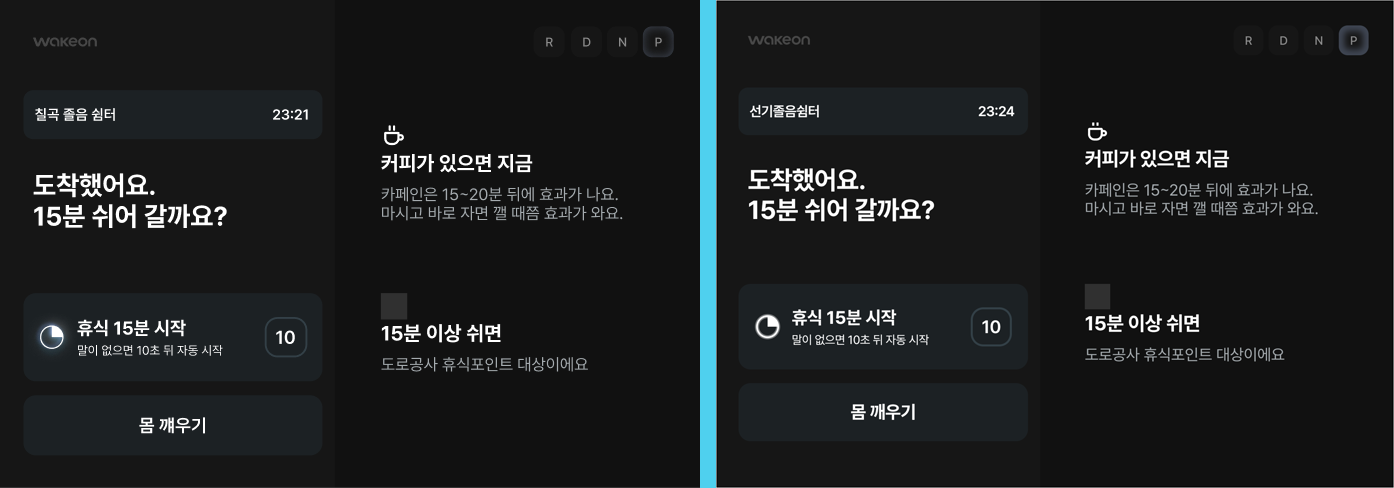 wakeon
R D N P
칠곡 졸음 쉼터 23:21
도착했어요.
15분 쉬어 갈까요?
휴식 15분 시작
말이 없으면 10초 뒤 자동 시작
10
몸 깨우기
커피가 있으면 지금
카페인은 15~20분 뒤에 효과가 나요.
마시고 바로 자면 깰 때쯤 효과가 와요.
15분 이상 쉬면
도로공사 휴식포인트 대상이에요
wakeon
R D N P
선기졸음쉼터 23:24
도착했어요.
15분 쉬어 갈까요?
휴식 15분 시작
말이 없으면 10초 뒤 자동 시작
10
몸 깨우기
커피가 있으면 지금
카페인은 15~20분 뒤에 효과가 나요.
마시고 바로 자면 깰 때쯤 효과가 와요.
15분 이상 쉬면
도로공사 휴식포인트 대상이에요